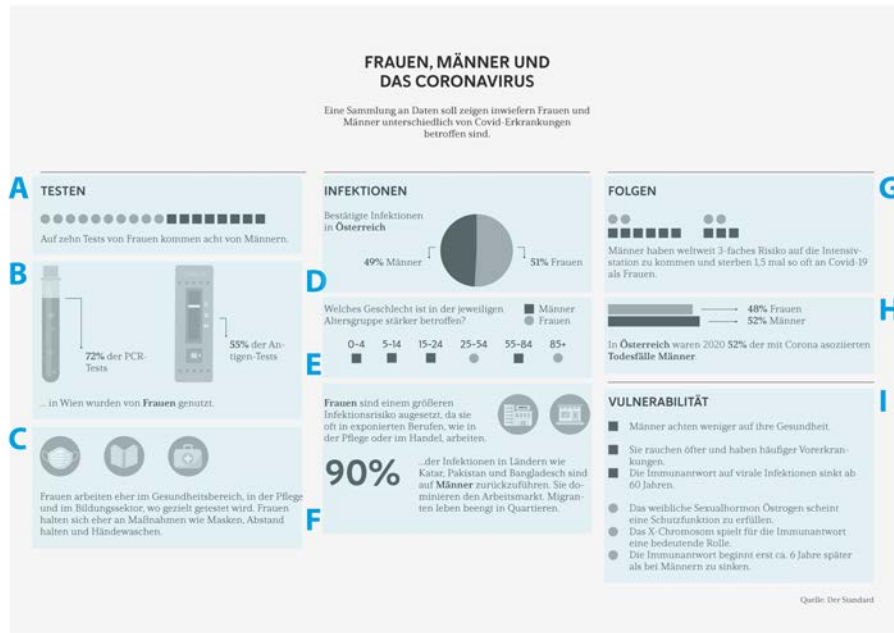 FRAUEN, MÄNNER UND
DAS CORONAVIRUS
Eine Sammlung an Daten soll zeigen inwiefern Frauen und
Männer unterschiedlich von Covid-Erkrankungen
betroffen sind.
A
TESTEN
Auf zehn Tests von Frauen kommen acht von Männern.
B
72% der PCR-
Tests
55% der An-
tigen-Tests
... in Wien wurden von Frauen genutzt.
C
Frauen arbeiten eher im Gesundheitsbereich, in der Pflege
und im Bildungssektor, wo gezielt getestet wird. Frauen
halten sich eher an Maßnahmen wie Masken, Abstand
halten und Händewaschen.
INFEKTIONEN
Bestätigte Infektionen
in Österreich
49% Männer
51% Frauen
D
Welches Geschlecht ist in der jeweiligen
Altersgruppe stärker betroffen?
Männer
Frauen
0-4 5-14 15-24 25-54 55-84 85+
E
Frauen sind einem größeren
Infektionsrisiko augesetzt, da sie
oft in exponierten Berufen, wie in
der Pflege oder im Handel, arbeiten.
90%
...der Infektionen in Ländern wie
Katar, Pakistan und Bangladesch sind
auf Männer zurückzuführen. Sie do-
minieren den Arbeitsmarkt. Migran-
ten leben beengt in Quartieren.
F
G
FOLGEN
Männer haben weltweit 3-faches Risiko auf die Intensiv-
station zu kommen und sterben 1,5 mal so oft an Covid-19
als Frauen.
H
48% Frauen
52% Männer
In Österreich waren 2020 52% der mit Corona asoziierten
Todesfälle Männer.
I
VULNERABILITÄT
Männer achten weniger auf ihre Gesundheit.
Sie rauchen öfter und haben häufiger Vorerkran-
kungen.
Die Immunantwort auf virale Infektionen sinkt ab
60 Jahren.
Das weibliche Sexualhormon Östrogen scheint
eine Schutzfunktion zu erfüllen.
Das X-Chromosom spielt für die Immunantwort
eine bedeutende Rolle.
Die Immunantwort beginnt erst ca. 6 Jahre später
als bei Männern zu sinken.
Quelle: Der Standard